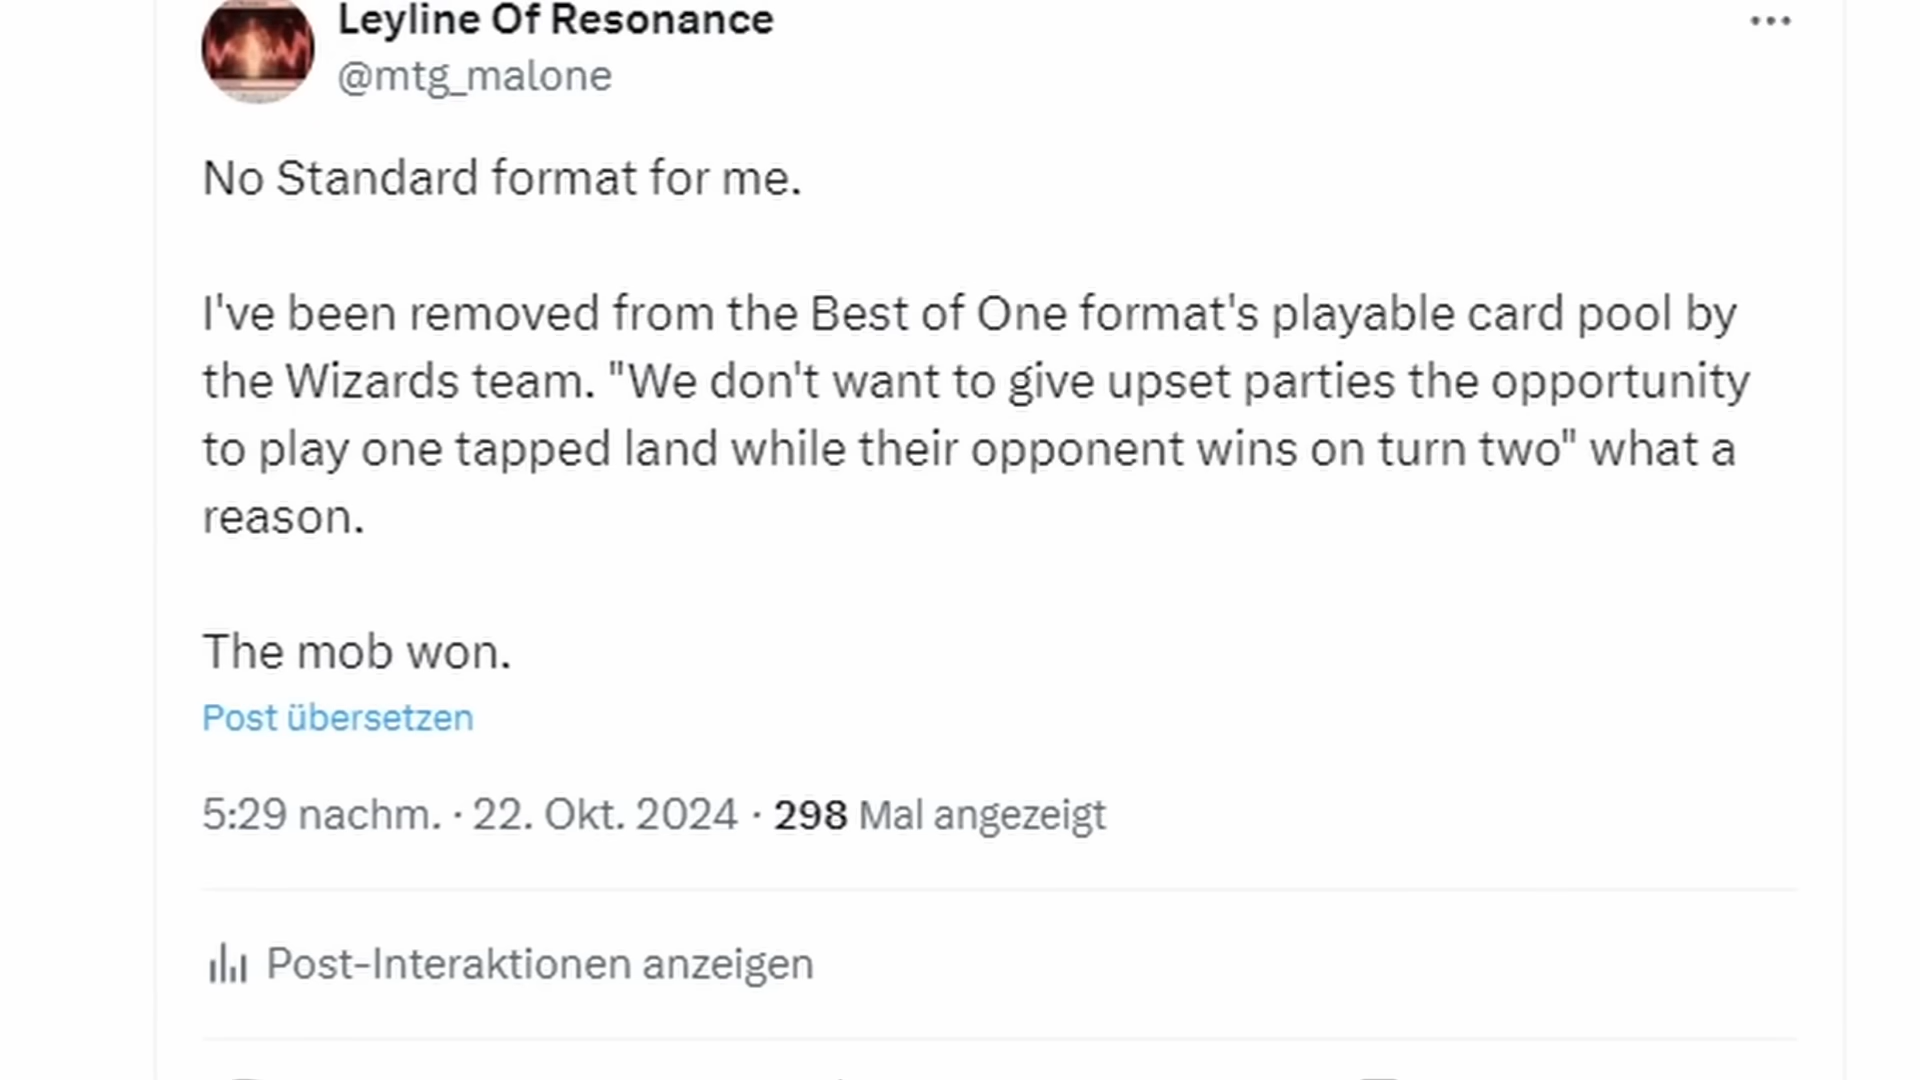 Leyline Of Resonance
@mtg_malone
No Standard format for me.
I've been removed from the Best of One format's playable card pool by
the Wizards team. "We don't want to give upset parties the opportunity
to play one tapped land while their opponent wins on turn two" what a
reason.
The mob won.
Post übersetzen
5:29 nachm. · 22. Okt. 2024 · 298 Mal angezeigt
Post-Interaktionen anzeigen